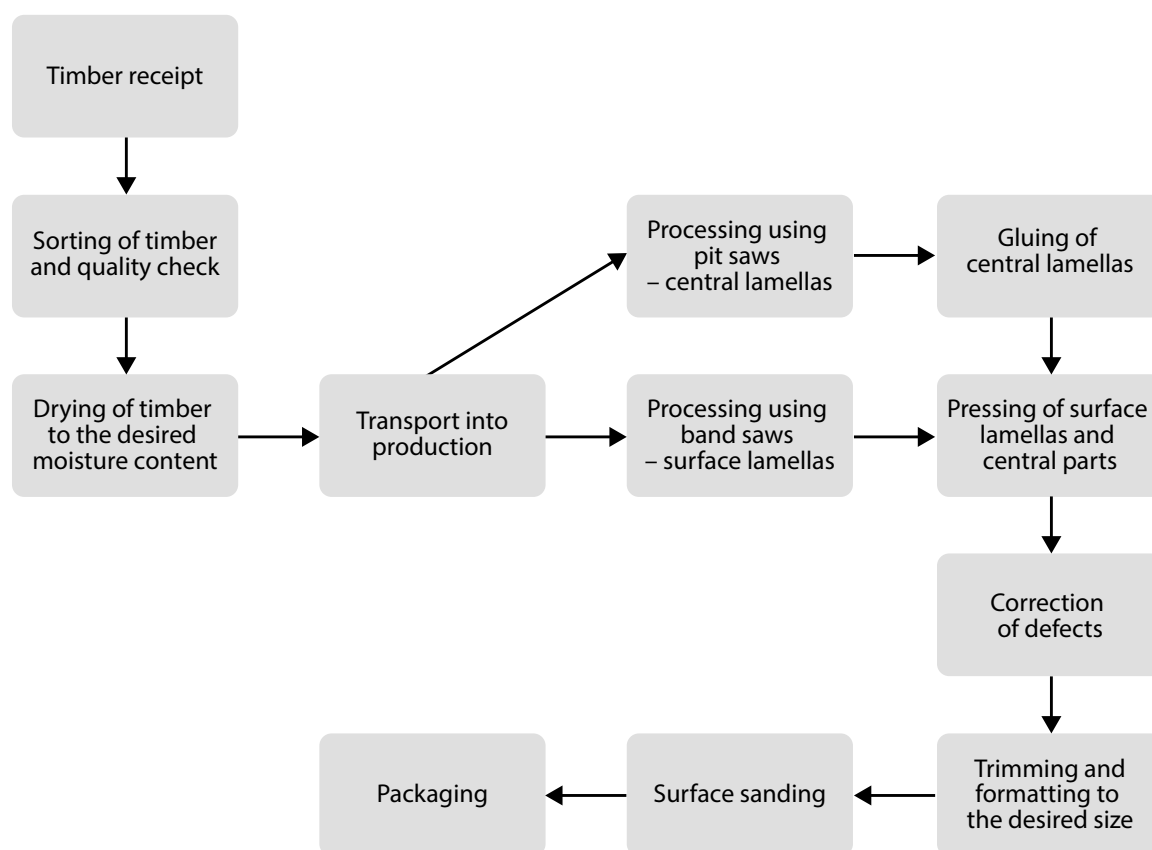 Timber receipt
Sorting of timber
and quality check
Drying of timber
to the desired
moisture content
Transport into
production
Processing using
pit saws
– central lamellas
Gluing of
central lamellas
Processing using
band saws
– surface lamellas
Pressing of surface
lamellas and
central parts
Correction
of defects
Trimming and
formatting to
the desired size
Surface sanding
Packaging